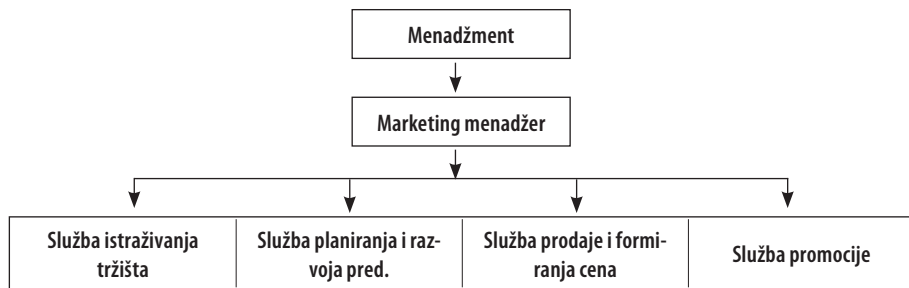 Menadžment
Marketing menadžer
Služba istraživanja
tržišta
Služba planiranja i raz-
voja pred.
Služba prodaje i formi-
ranja cena
Služba promocije